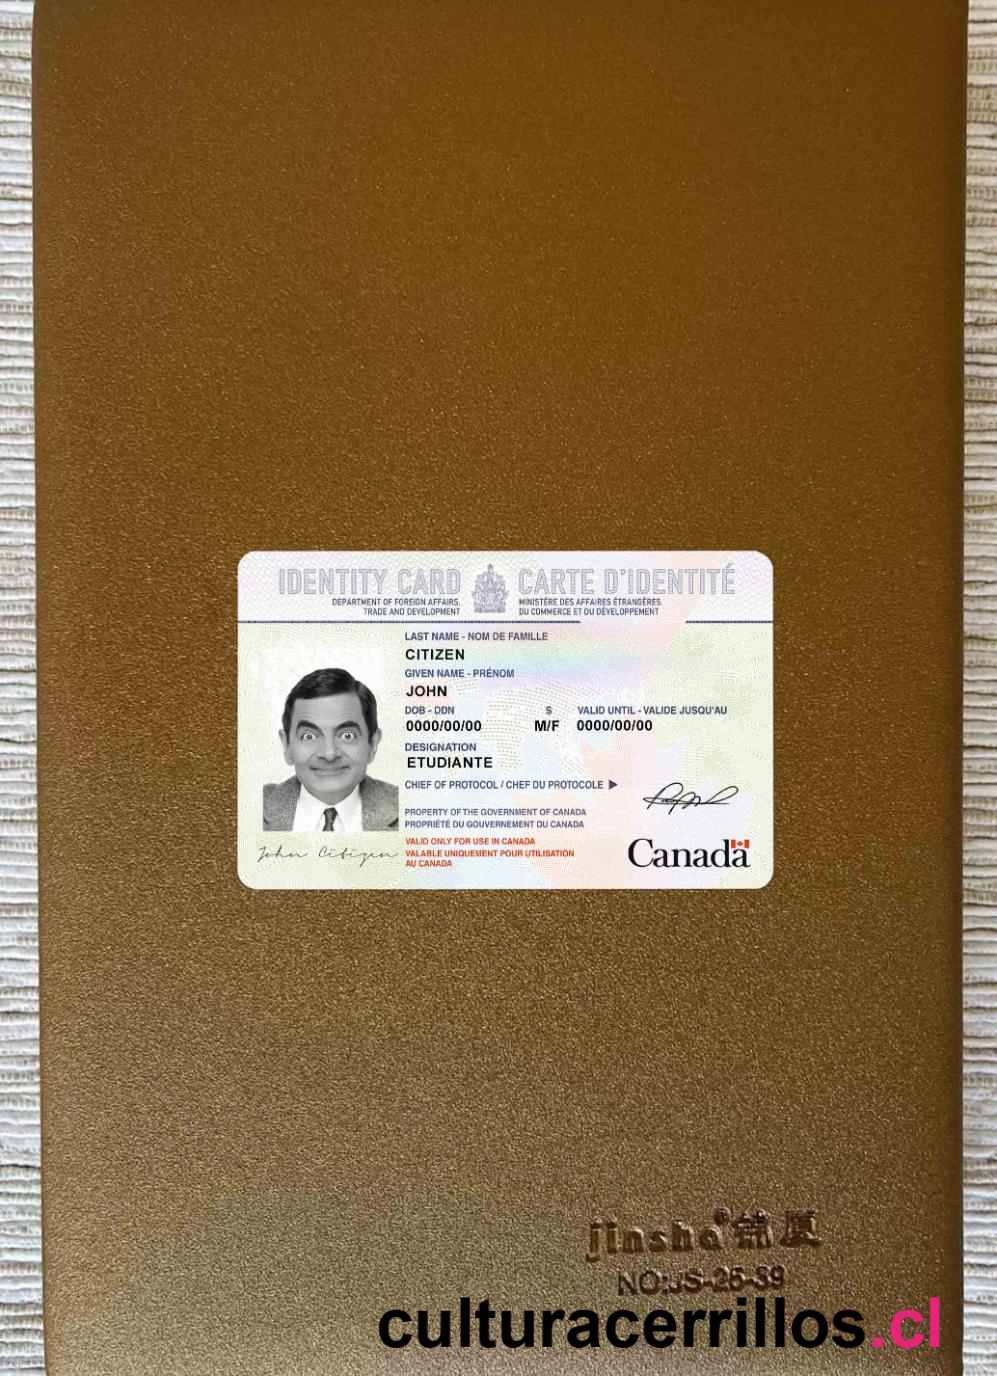 IDENTITY CARD CARTE D'IDENTITÉ
DEPARTMENT OF FOREIGN AFFAIRS, MINISTÈRE DES AFFAIRES ÉTRANGÈRES,
TRADE AND DEVELOPMENT DU COMMERCE ET DU DÉVELOPPEMENT
LAST NAME - NOM DE FAMILLE
CITIZEN
GIVEN NAME - PRÉNOM
JOHN
DOB - DDN S VALID UNTIL - VALIDE JUSQU'AU
0000/00/00 M/F 0000/00/00
DESIGNATION
ETUDIANTE
CHIEF OF PROTOCOL / CHEF DU PROTOCOLE
PROPERTY OF THE GOVERNMENT OF CANADA
PROPRIÉTÉ DU GOUVERNEMENT DU CANADA
VALID ONLY FOR USE IN CANADA
VALABLE UNIQUEMENT POUR UTILISATION
AU CANADA
John Citizen
Canada
jinsha®
NO:JS-25-39
culturacerrillos.cl